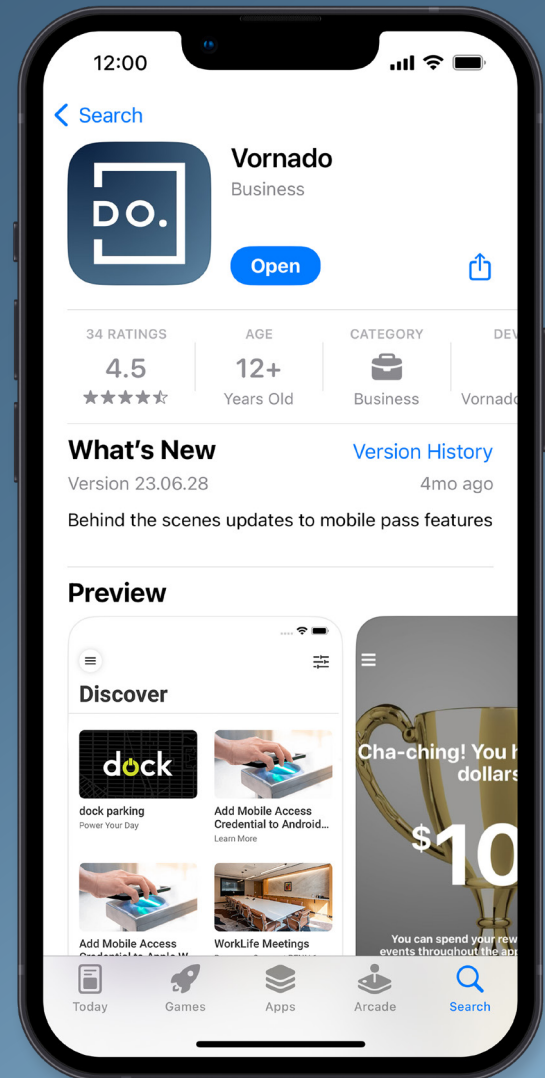 12:00
Search
DO.
Vornado
Business
Open
34 RATINGS
4.5
AGE
12+
Years Old
CATEGORY
Business
DEV
Vornado
What's New
Version History
Version 23.06.28
4mo ago
Behind the scenes updates to mobile pass features
Preview
Discover
dock
dock parking
Power Your Day
Add Mobile Access
Credential to Android...
Learn More
Add Mobile Access
WorkLife Meetings
Cha-ching! You h
dollars
$10
You can spend your rew
events throughout the app
Today
Games
Apps
Arcade
Search